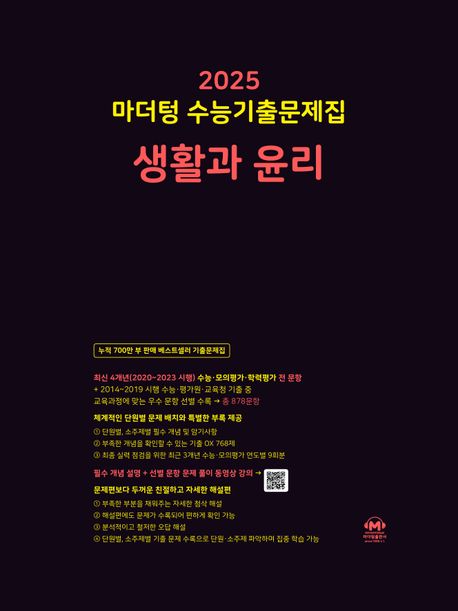 2025
마더텅 수능기출문제집
생활과 윤리
누적 700만 부 판매 베스트셀러 기출문제집
최신 4개년(2020~2023 시행) 수능·모의평가·학력평가 전 문항
+ 2014~2019 시행 수능·평가원·교육청 기출 중
교육과정에 맞는 우수 문항 선별 수록 → 총 878문항
체계적인 단원별 문제 배치와 특별한 부록 제공
① 단원별, 소주제별 필수 개념 및 암기사항
② 부족한 개념을 확인할 수 있는 기출 OX 768제
③ 최종 실력 점검을 위한 최근 3개년 수능·모의평가 연도별 9회분
필수 개념 설명 + 선별 문항 문제 풀이 동영상 강의 →
문제편보다 두꺼운 친절하고 자세한 해설편
① 부족한 부분을 채워주는 자세한 첨삭 해설
② 해설편에도 문제가 수록되어 편하게 확인 가능
③ 분석적이고 철저한 오답 해설
④ 단원별, 소주제별 기출 문제 수록으로 단원·소주제 파악하며 집중 학습 가능
M
마더텅출판사